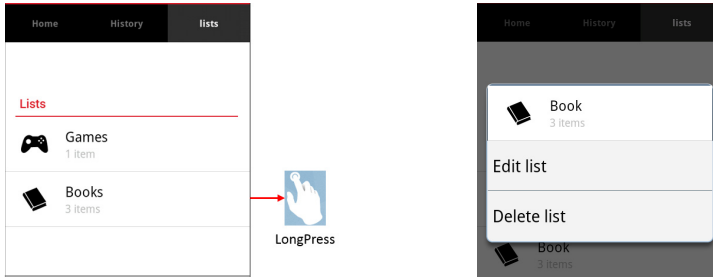 Home History lists
Lists
Games
1 item
Books
3 items
LongPress
Home History lists
Book
3 items
Edit list
Delete list
Book
3 items